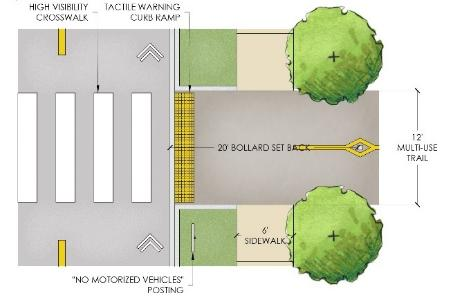 HIGH VISIBILITY
CROSSWALK
TACTILE WARNING
CURB RAMP
20' BOLLARD SET BACK
12'
MULTI-USE
TRAIL
6'
SIDEWALK
"NO MOTORIZED VEHICLES"
POSTING